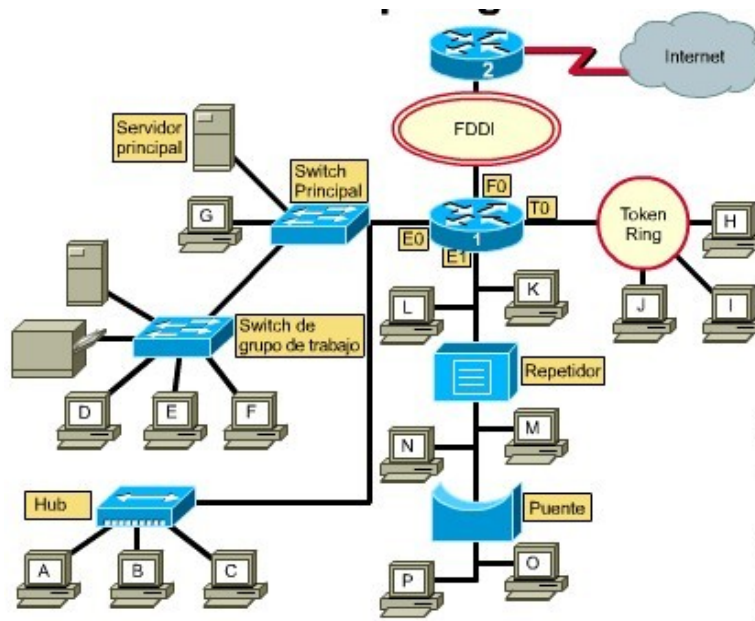 2
Internet
FDDI
Servidor
principal
Switch
Principal
G
F0
T0
E0
1
E1
Token
Ring
H
L
K
J
I
Switch de
grupo de trabajo
D
E
F
Repetidor
N
M
Hub
Puente
A
B
C
P
O